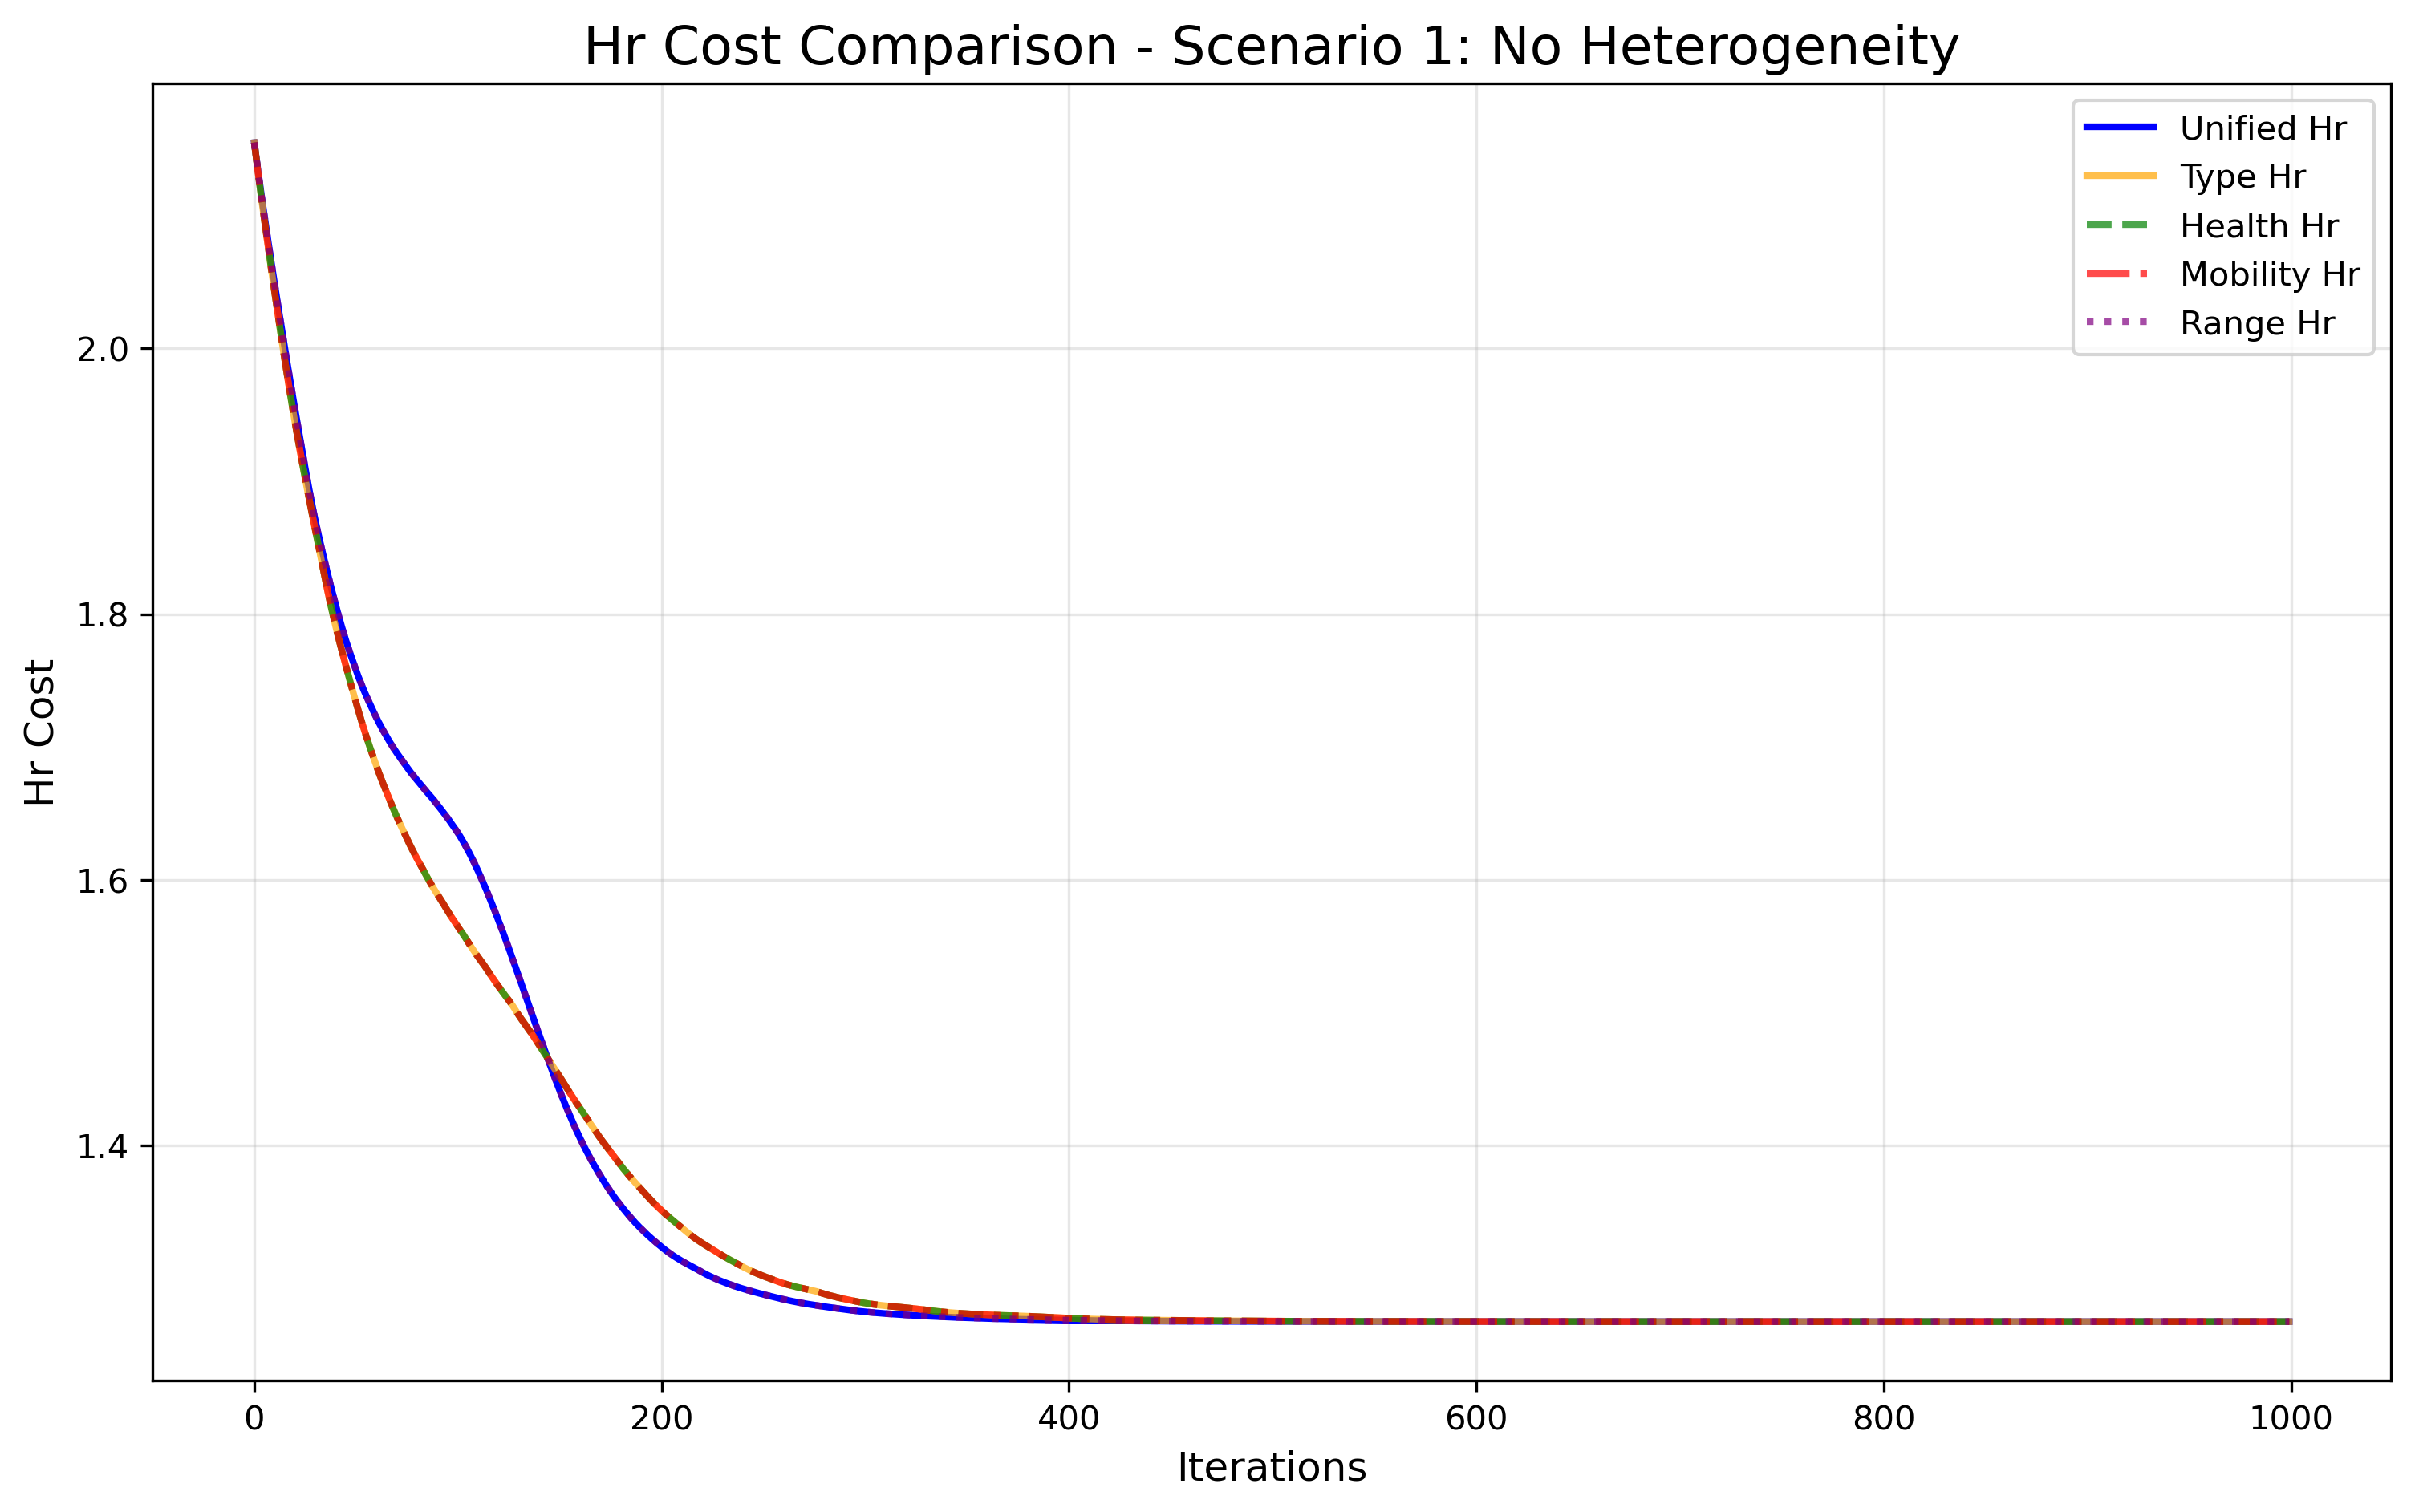 Hr Cost Comparison - Scenario 1: No Heterogeneity
Unified Hr
Type Hr
Health Hr
Mobility Hr
Range Hr
Hr Cost
2.0
1.8
1.6
1.4
0
200
400
600
800
1000
Iterations